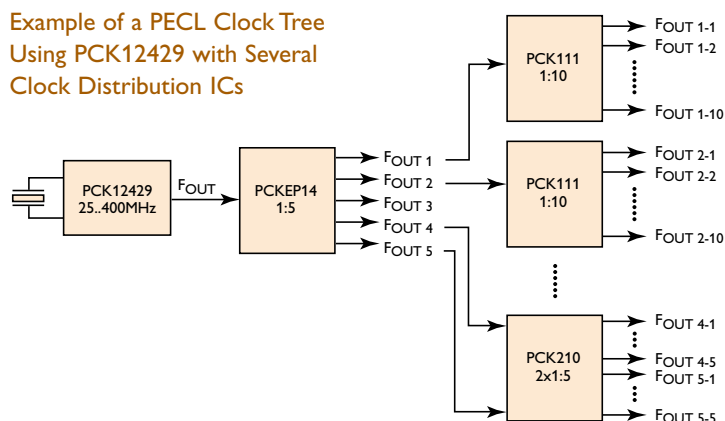 Example of a PECL Clock Tree
Using PCK12429 with Several
Clock Distribution ICs
PCK12429
25..400MHz
FOUT
PCKEP14
1:5
FOUT 1
FOUT 2
FOUT 3
FOUT 4
FOUT 5
PCK111
1:10
FOUT 1-1
FOUT 1-2
FOUT 1-10
PCK111
1:10
FOUT 2-1
FOUT 2-2
FOUT 2-10
PCK210
2x1:5
FOUT 4-1
FOUT 4-5
FOUT 5-1
FOUT 5-5